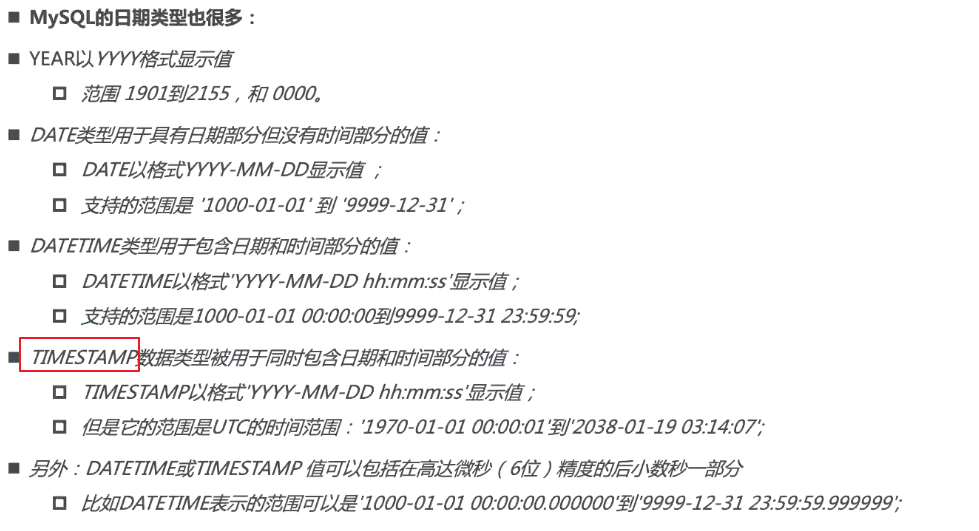 MySQL的日期类型也很多：
YEAR以YYYY格式显示值
范围 1901到2155，和 0000。
DATE类型用于具有日期部分但没有时间部分的值：
DATE以格式YYYY-MM-DD显示值 ；
支持的范围是 '1000-01-01' 到 '9999-12-31'；
DATETIME类型用于包含日期和时间部分的值：
DATETIME以格式'YYYY-MM-DD hh:mm:ss'显示值；
支持的范围是1000-01-01 00:00:00到9999-12-31 23:59:59;
TIMESTAMP数据类型被用于同时包含日期和时间部分的值：
TIMESTAMP以格式'YYYY-MM-DD hh:mm:ss'显示值；
但是它的范围是UTC的时间范围：'1970-01-01 00:00:01'到'2038-01-19 03:14:07';
另外：DATETIME或TIMESTAMP 值可以包括在高达微秒（6位）精度的后小数秒一部分
比如DATETIME表示的范围可以是'1000-01-01 00:00:00.000000'到'9999-12-31 23:59:59.999999';